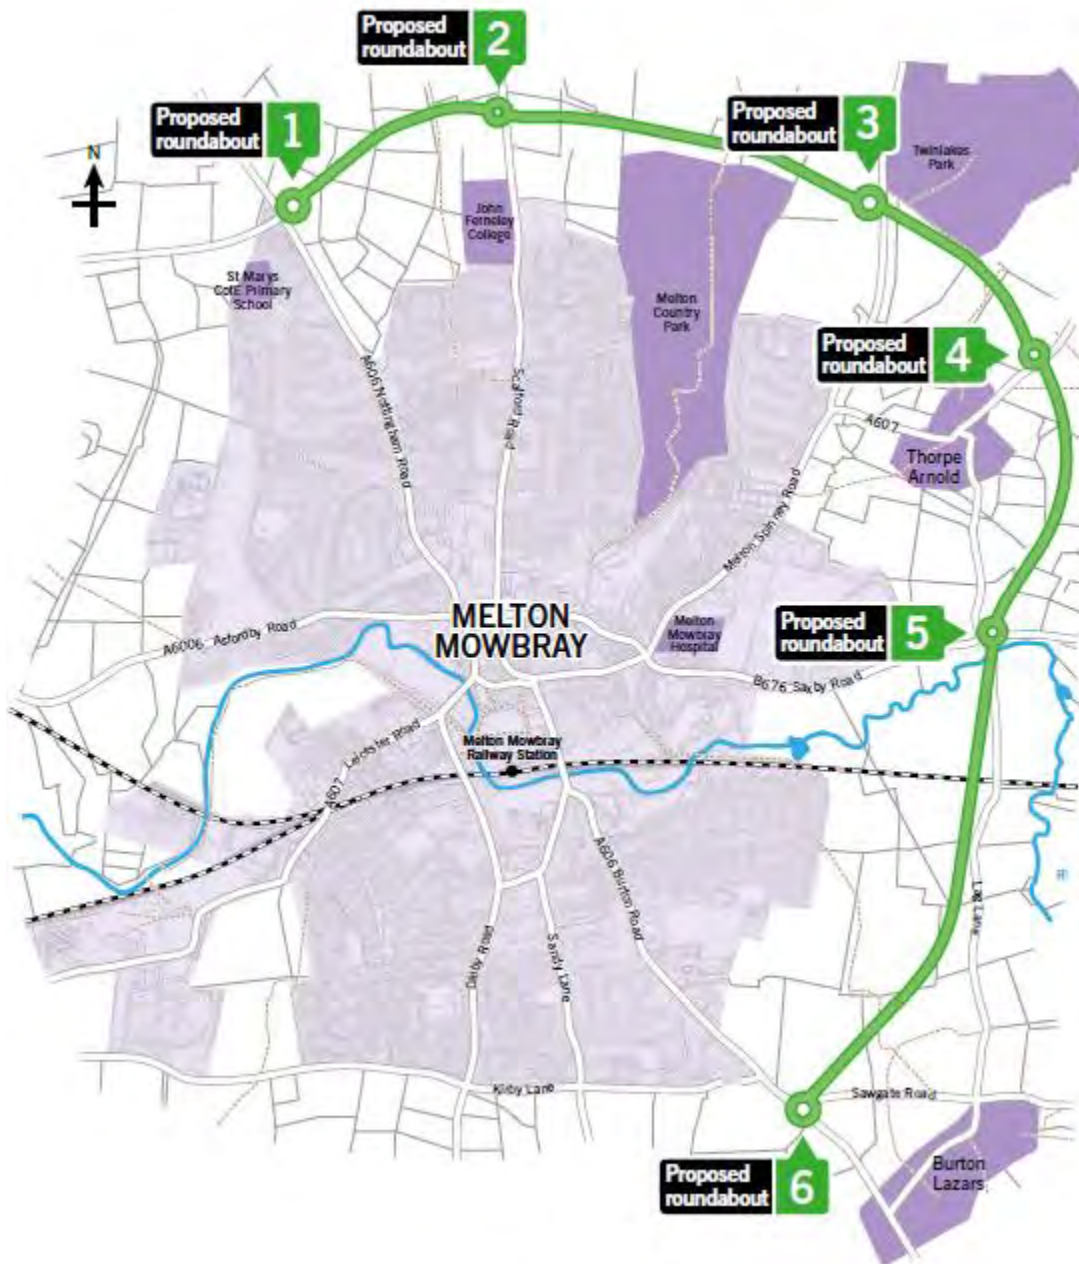 Proposed
roundabout
2
Proposed
roundabout
1
Proposed
roundabout
3
N
Twinlakes
Park
John
Ferneley
College
St Marys
CofE Primary
School
Melton
Country
Park
Proposed
roundabout
4
A606 Nottingham Road
Scalford Road
A607
Thorpe
Arnold
Melton Spinney Road
MELTON
MOWBRAY
Melton
Mowbray
Hospital
Proposed
roundabout
5
A6006 Asfordby Road
B676 Saxby Road
A607 Leicester Road
Melton Mowbray
Railway Station
A606 Burton Road
Lag Lane
Dalby Road
Sandy Lane
Kirby Lane
Sawgate Road
Burton
Lazars
Proposed
roundabout
6